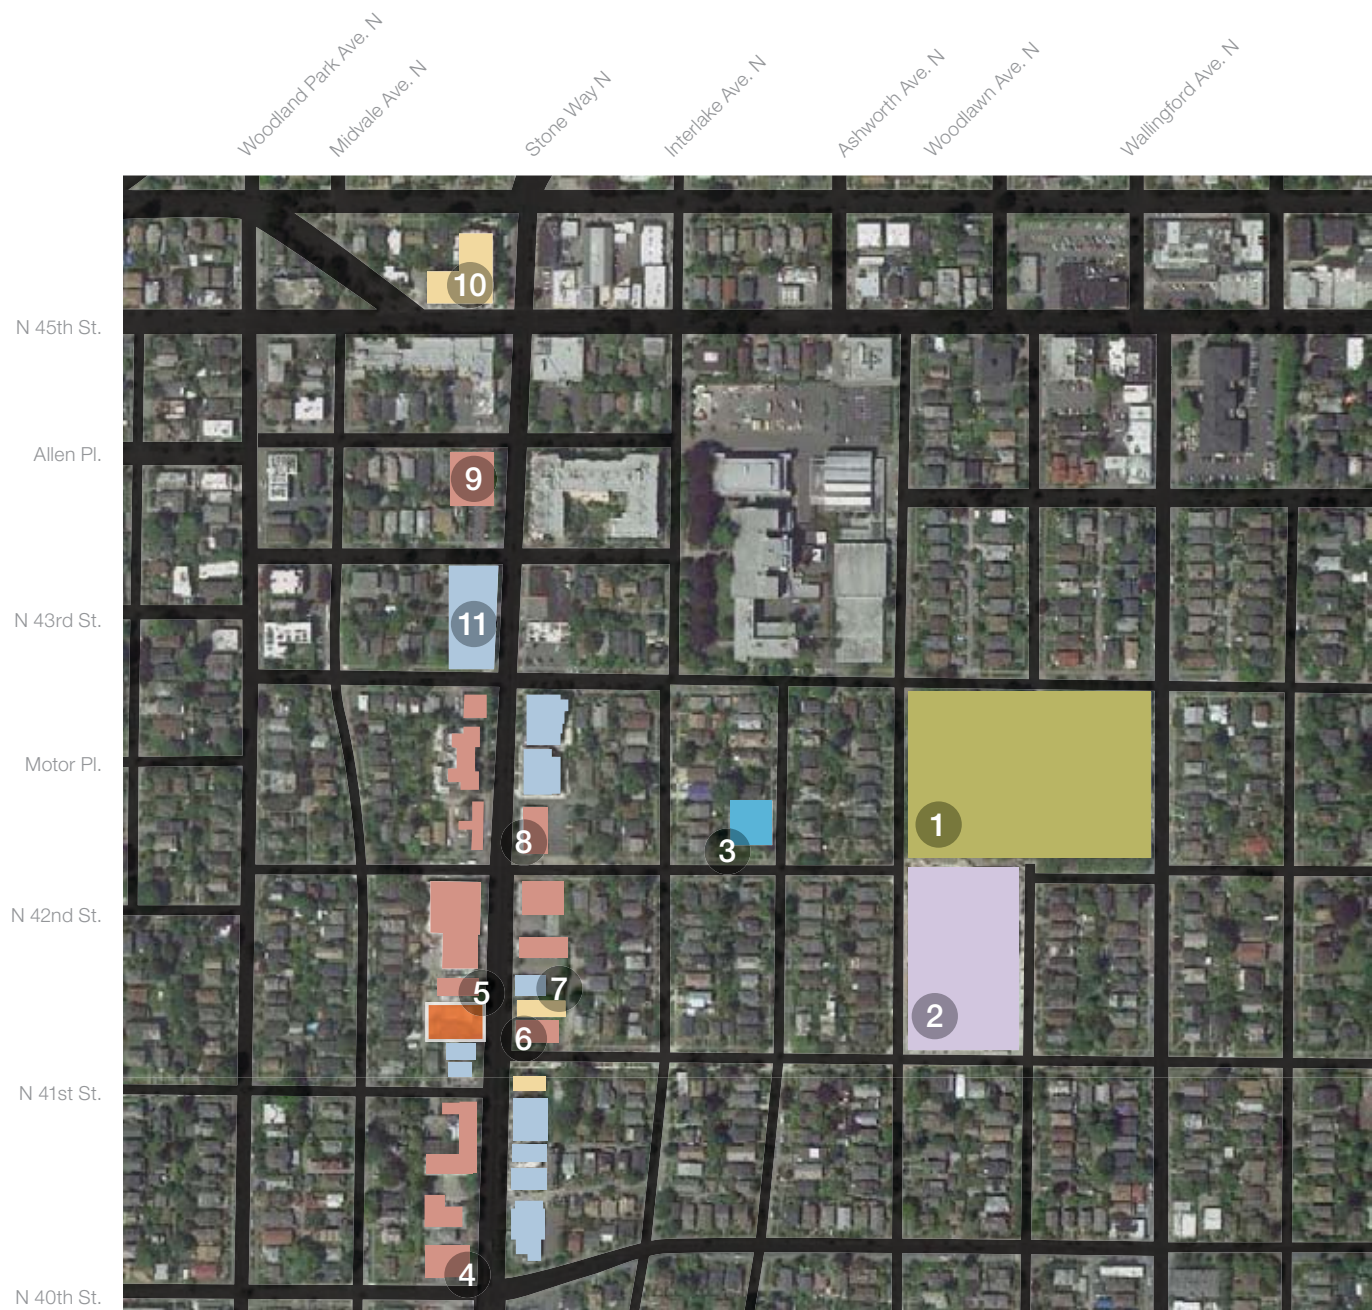 Woodland Park Ave. N
Midvale Ave. N
Stone Way N
Interlake Ave. N
Ashworth Ave. N
Woodlawn Ave. N
Wallingford Ave. N
10
N 45th St.
Allen Pl.
9
N 43rd St.
11
Motor Pl.
8
3
1
N 42nd St.
5
7
6
2
N 41st St.
4
N 40th St.